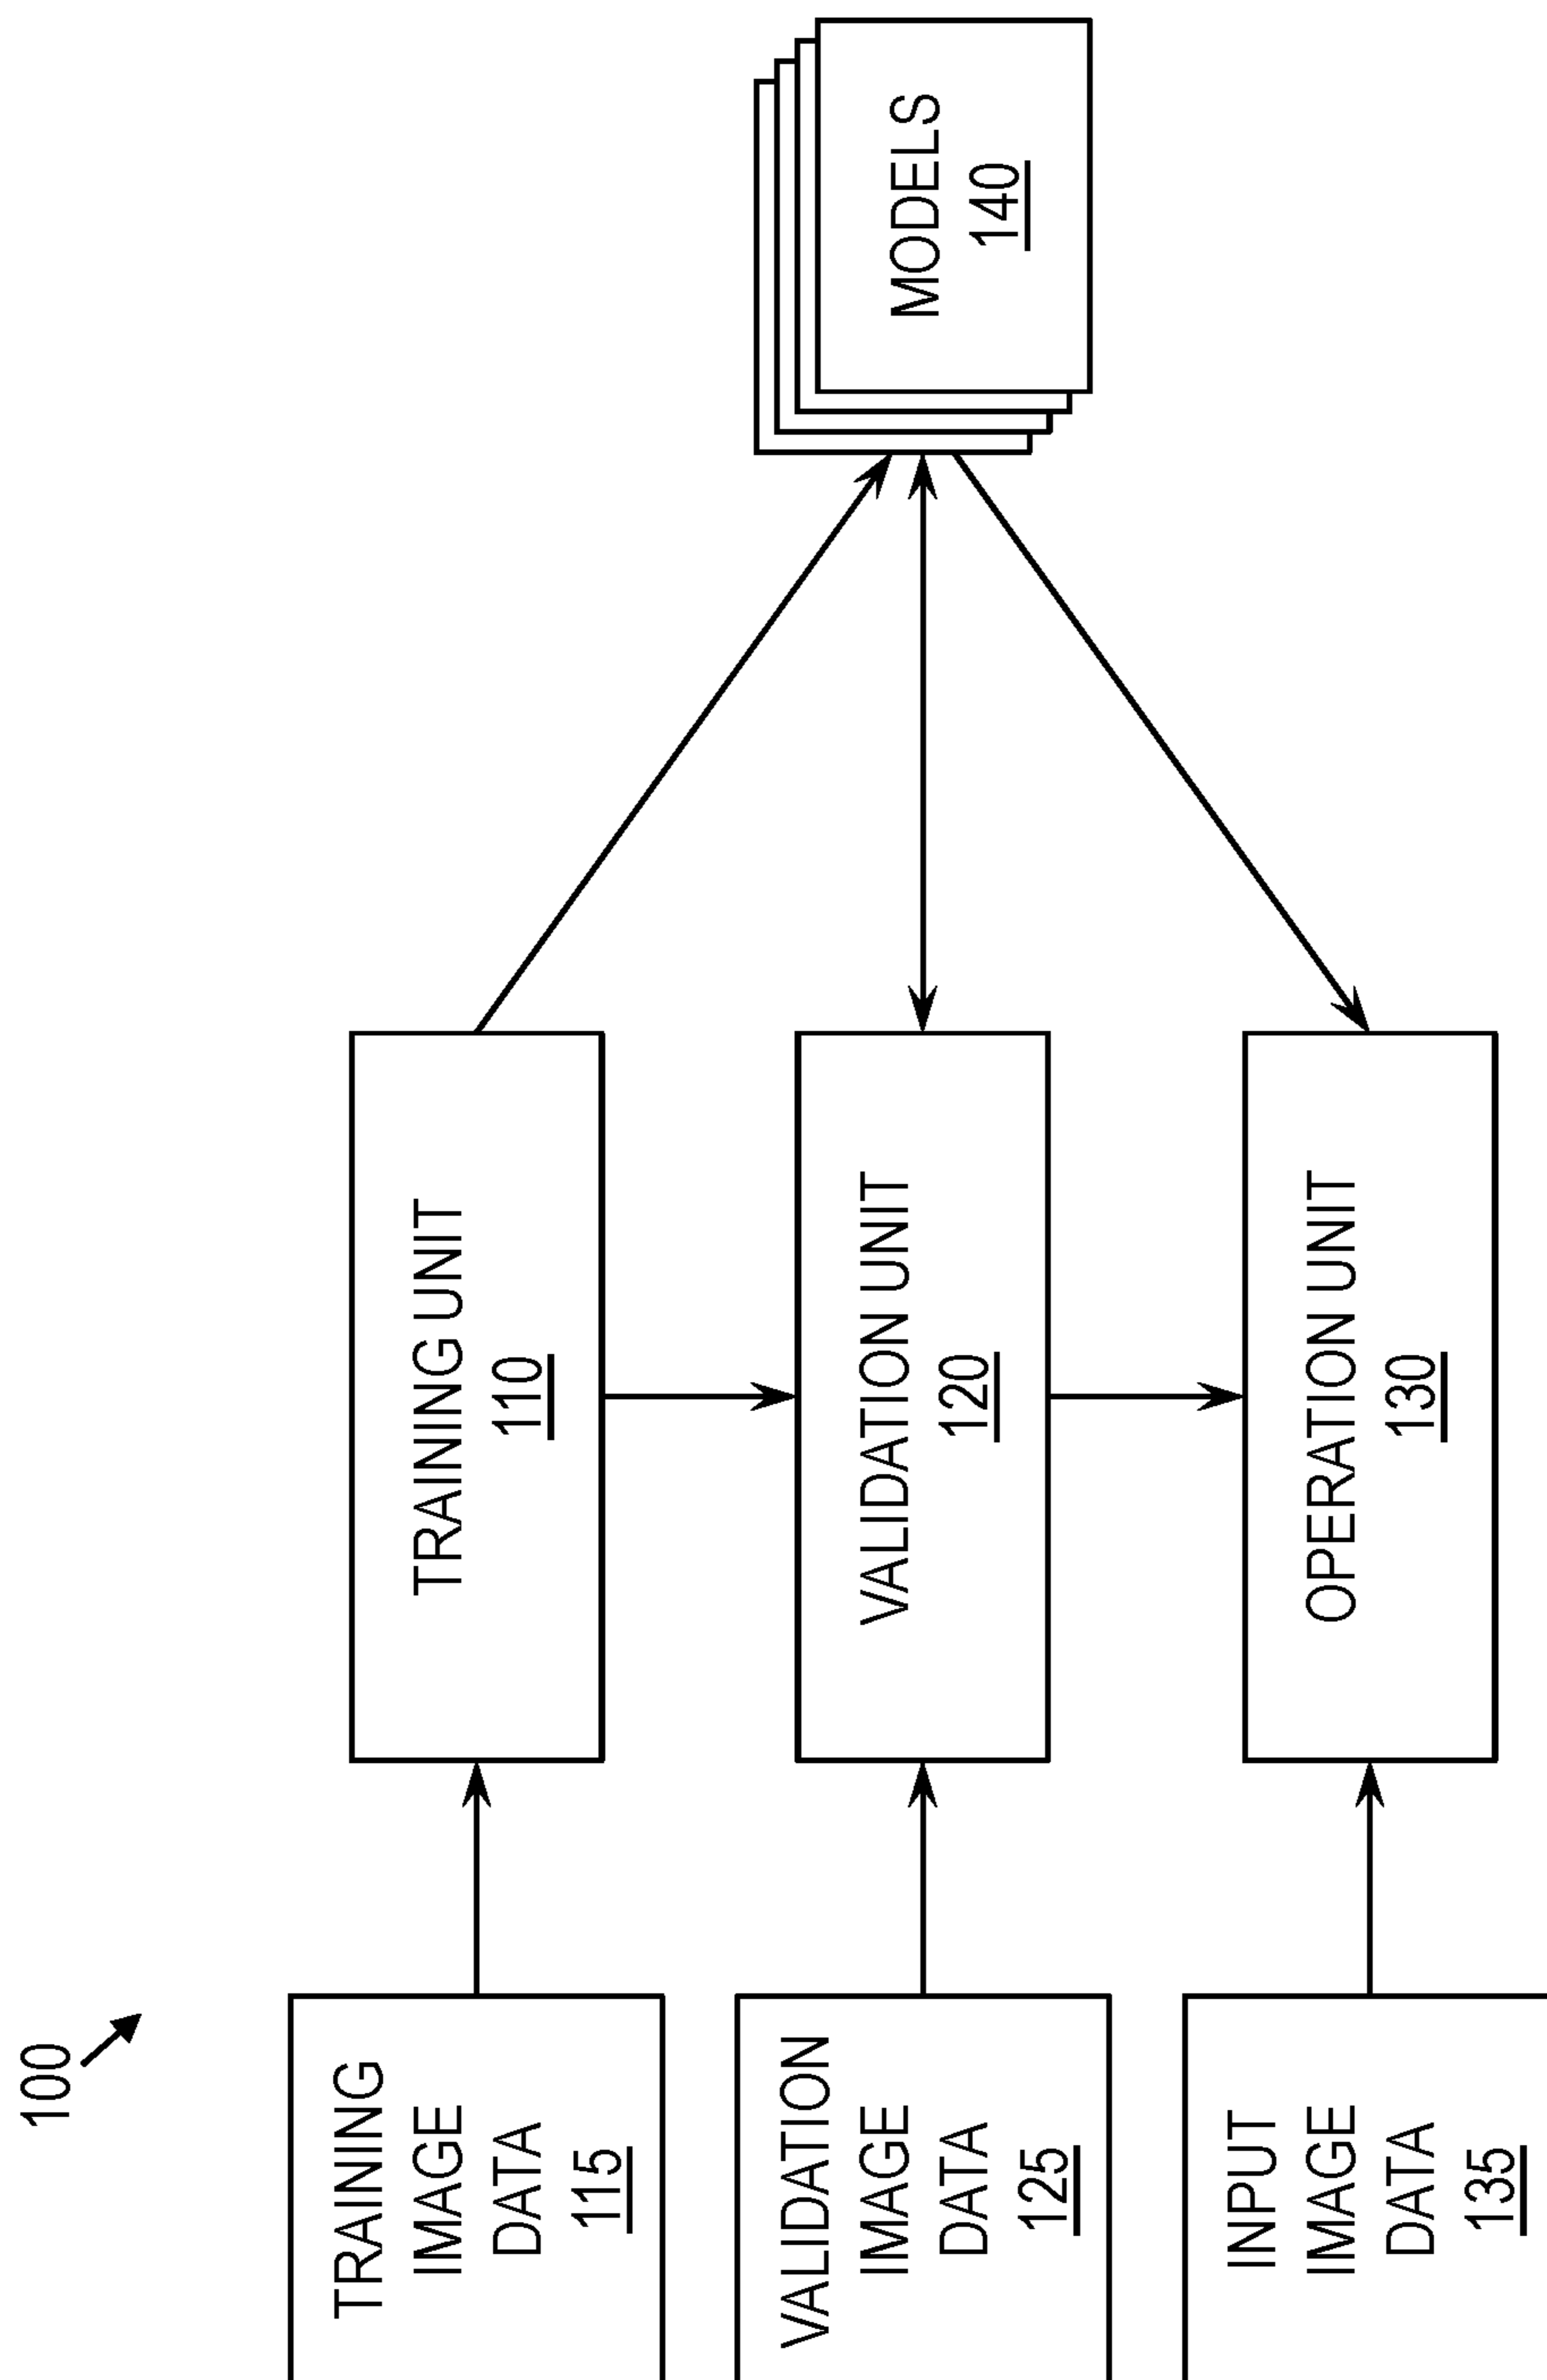 100
TRAINING
IMAGE
DATA
115
TRAINING UNIT
110
VALIDATION
IMAGE
DATA
125
VALIDATION UNIT
120
MODELS
140
INPUT
IMAGE
DATA
135
OPERATION UNIT
130